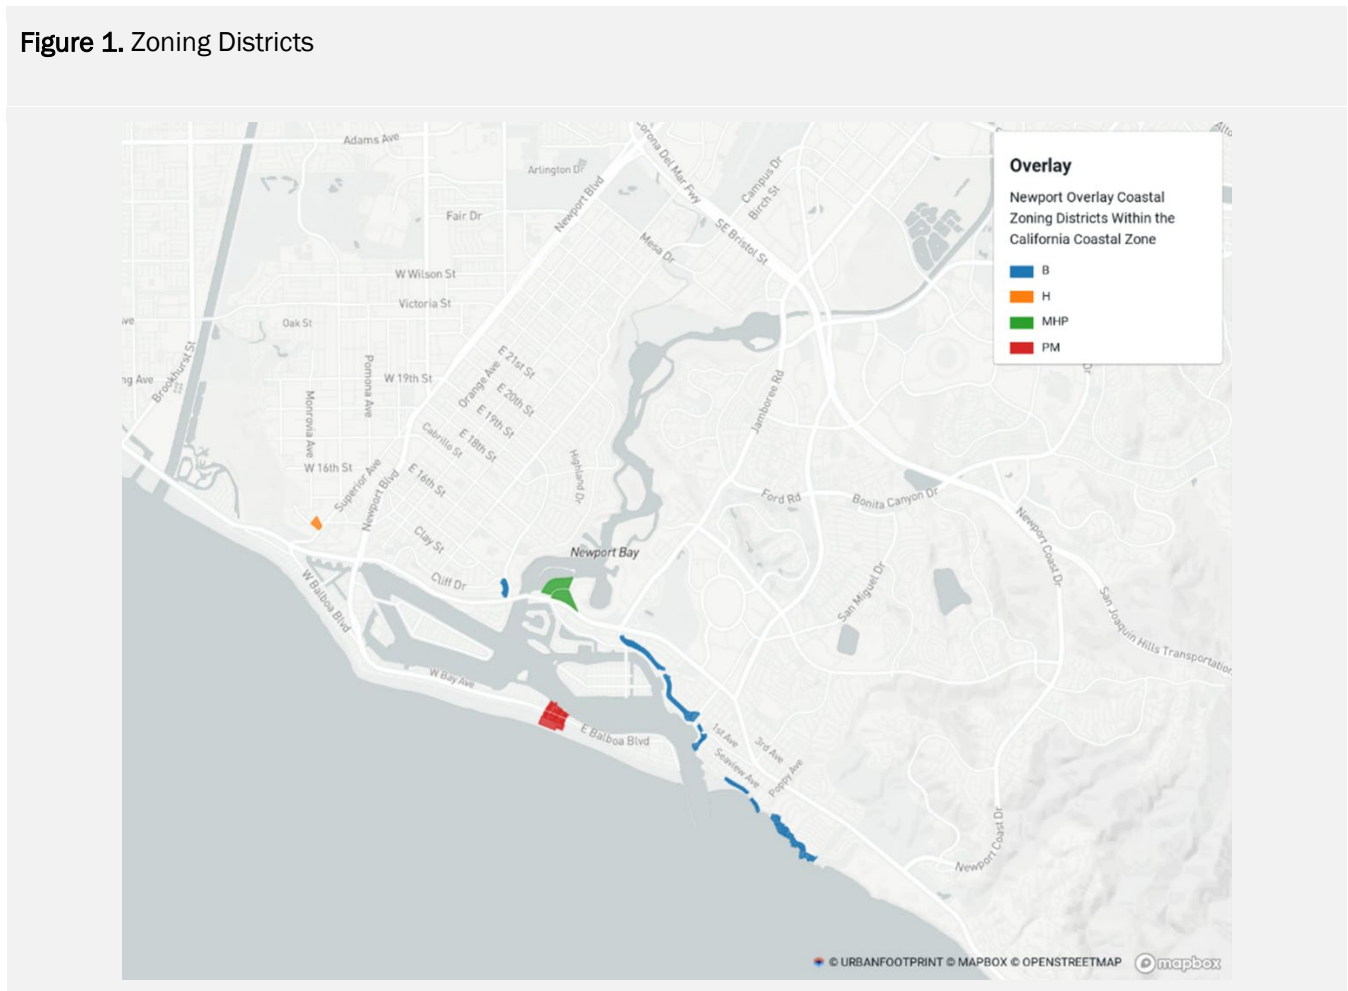 Figure 1. Zoning Districts
Overlay
Newport Overlay Coastal
Zoning Districts Within the
California Coastal Zone
B
H
MHP
PM
Adams Ave
Arlington Dr
Newport Blvd
Fair Dr
Corona Del Mar Fwy
Campus Dr
Birch St
SE Bristol St
Mesa Dr
W Wilson St
Victoria St
Oak St
Brookhurst St
ng Ave
Pomona Ave
W 19th St
Monrovia Ave
W 16th St
Superior Ave
Newport Blvd
E 21st St
Orange Ave
E 20th St
E 19th St
Cabrillo St
E 18th St
E 16th St
Highland Dr
Jamboree Rd
Dr
Ford Rd
Bonita Canyon Dr
Clay St
Cliff Dr
Newport Bay
San Miguel Dr
Newport Coast Dr
San Joaquin Hills Transportation
W Balboa Blvd
W Bay Ave
E Balboa Blvd
1st Ave
3rd Ave
Seaview Ave
Poppy Ave
Newport Coast Dr
© URBANFOOTPRINT © MAPBOX © OPENSTREETMAP
mapbox